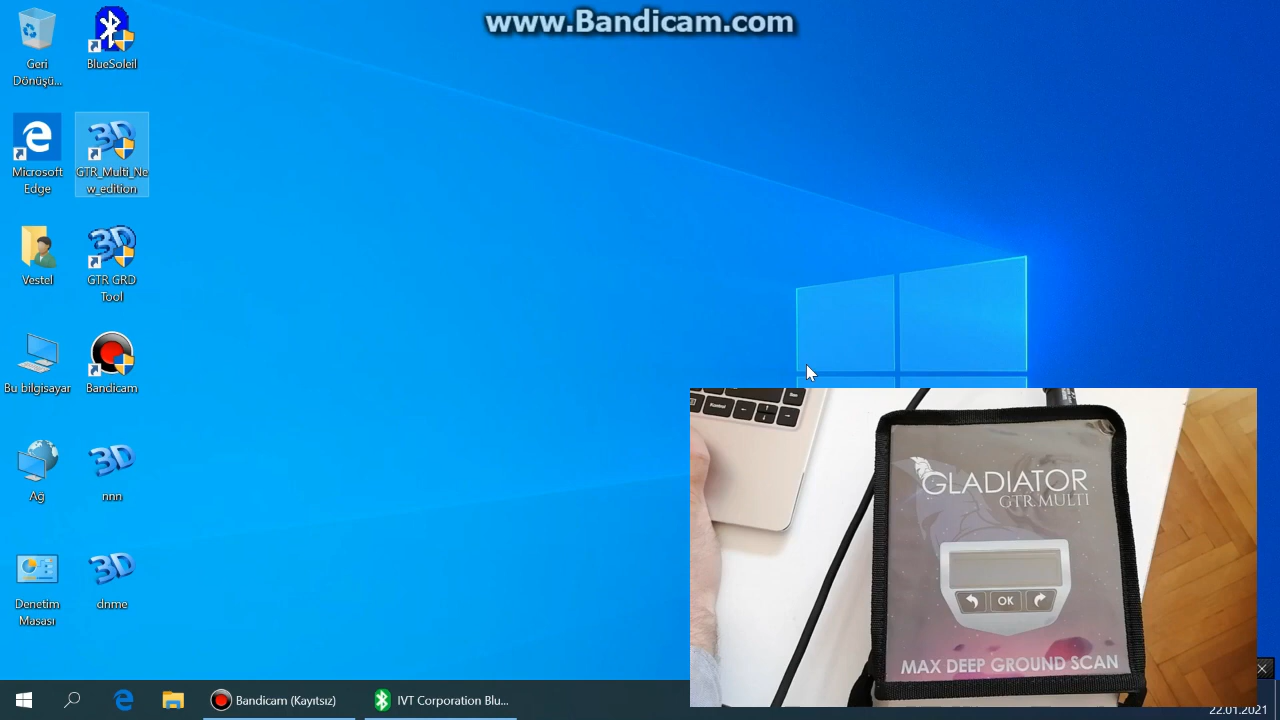 www.Bandicam.com
Geri
Dönüşü...
BlueSoleil
Microsoft
Edge
GTR_Multi_Ne
w_edition
Vestel
GTR GRD
Tool
Bu bilgisayar
Bandicam
Ağ
nnn
Denetim
Masası
dnme
GLADIATOR
GTR.MULTI
OK
MAX DEEP GROUND SCAN
Bandicam (Kayıtsız)
IVT Corporation Blu...
22.01.2021